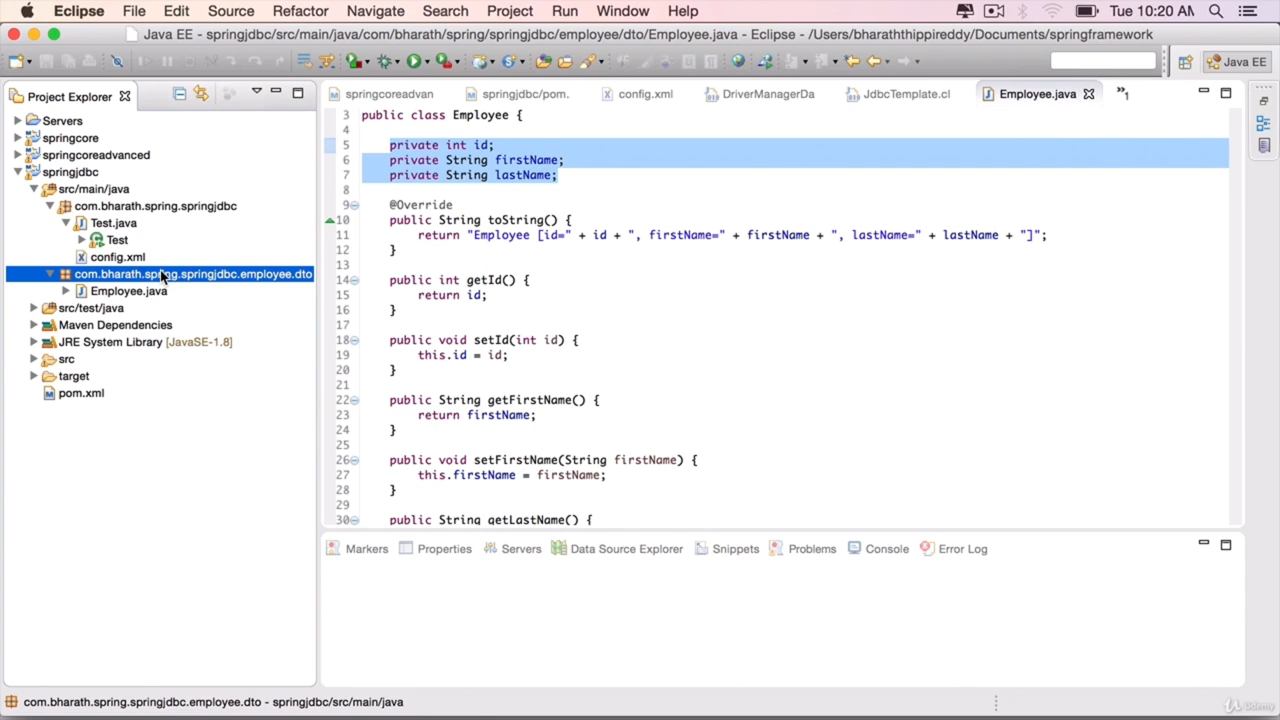 Eclipse File Edit Source Refactor Navigate Search Project Run Window Help Tue 10:20 AM
Java EE - springjdbc/src/main/java/com/bharath/spring/springjdbc/employee/dto/Employee.java - Eclipse - /Users/bharaththippireddy/Documents/springframework
Java EE
Project Explorer
springcoreadvan springjdbc/pom. config.xml DriverManagerDa JdbcTemplate.cl Employee.java »1
Servers
springcore
springcoreadvanced
springjdbc
src/main/java
com.bharath.spring.springjdbc
Test.java
Test
config.xml
com.bharath.spring.springjdbc.employee.dto
Employee.java
src/test/java
Maven Dependencies
JRE System Library [JavaSE-1.8]
src
target
pom.xml
3 public class Employee {
4
5 private int id;
6 private String firstName;
7 private String lastName;
8
9 @Override
10 public String toString() {
11 return "Employee [id=" + id + ", firstName=" + firstName + ", lastName=" + lastName + "]";
12 }
13
14 public int getId() {
15 return id;
16 }
17
18 public void setId(int id) {
19 this.id = id;
20 }
21
22 public String getFirstName() {
23 return firstName;
24 }
25
26 public void setFirstName(String firstName) {
27 this.firstName = firstName;
28 }
29
30 public String getLastName() {
Markers Properties Servers Data Source Explorer Snippets Problems Console Error Log
com.bharath.spring.springjdbc.employee.dto - springjdbc/src/main/java
Udemy